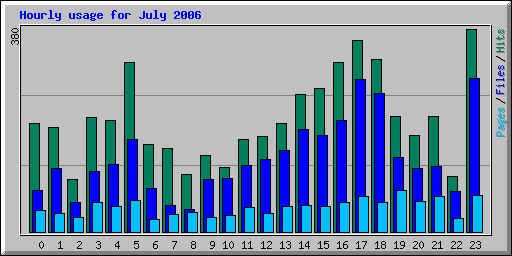 Hourly usage for July 2006
380
Pages / Files / Hits
0 1 2 3 4 5 6 7 8 9 10 11 12 13 14 15 16 17 18 19 20 21 22 23